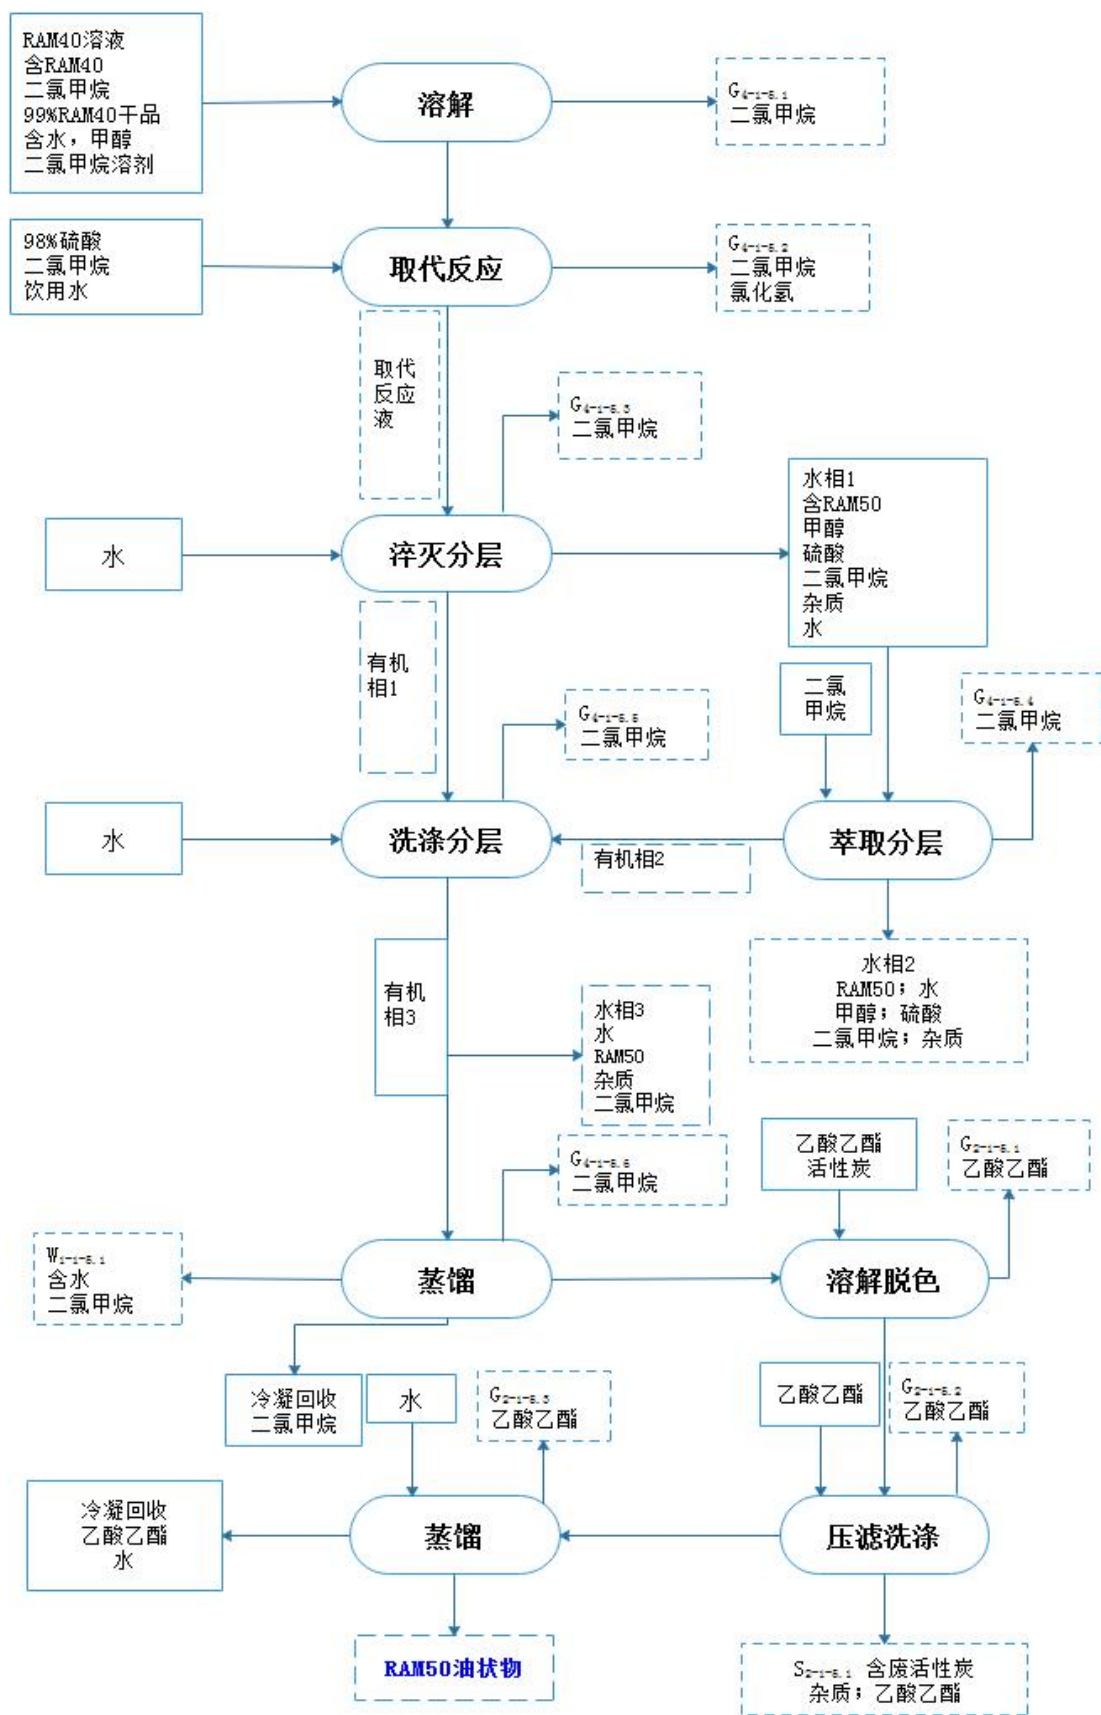 RAM40溶液
含RAM40
二氯甲烷
99%RAM40干品
含水，甲醇
二氯甲烷溶剂
溶解
G4-1-5.1
二氯甲烷
98%硫酸
二氯甲烷
饮用水
取代反应
G4-1-5.2
二氯甲烷
氯化氢
取代
反应
液
G4-1-5.3
二氯甲烷
水
淬灭分层
水相1
含RAM50
甲醇
硫酸
二氯甲烷
杂质
水
有机
相1
G4-1-5.5
二氯甲烷
二氯
甲烷
G4-1-5.4
二氯甲烷
水
洗涤分层
有机相2
萃取分层
有机
相3
水相3
水
RAM50
杂质
二氯甲烷
水相2
RAM50；水
甲醇；硫酸
二氯甲烷；杂质
G4-1-5.6
二氯甲烷
乙酸乙酯
活性炭
G2-1-5.1
乙酸乙酯
W1-1-5.1
含水
二氯甲烷
蒸馏
溶解脱色
冷凝回收
二氯甲烷
水
G2-1-5.3
乙酸乙酯
乙酸乙酯
G2-1-5.2
乙酸乙酯
冷凝回收
乙酸乙酯
水
蒸馏
压滤洗涤
RAM50油状物
S2-1-5.1 含废活性炭
杂质；乙酸乙酯